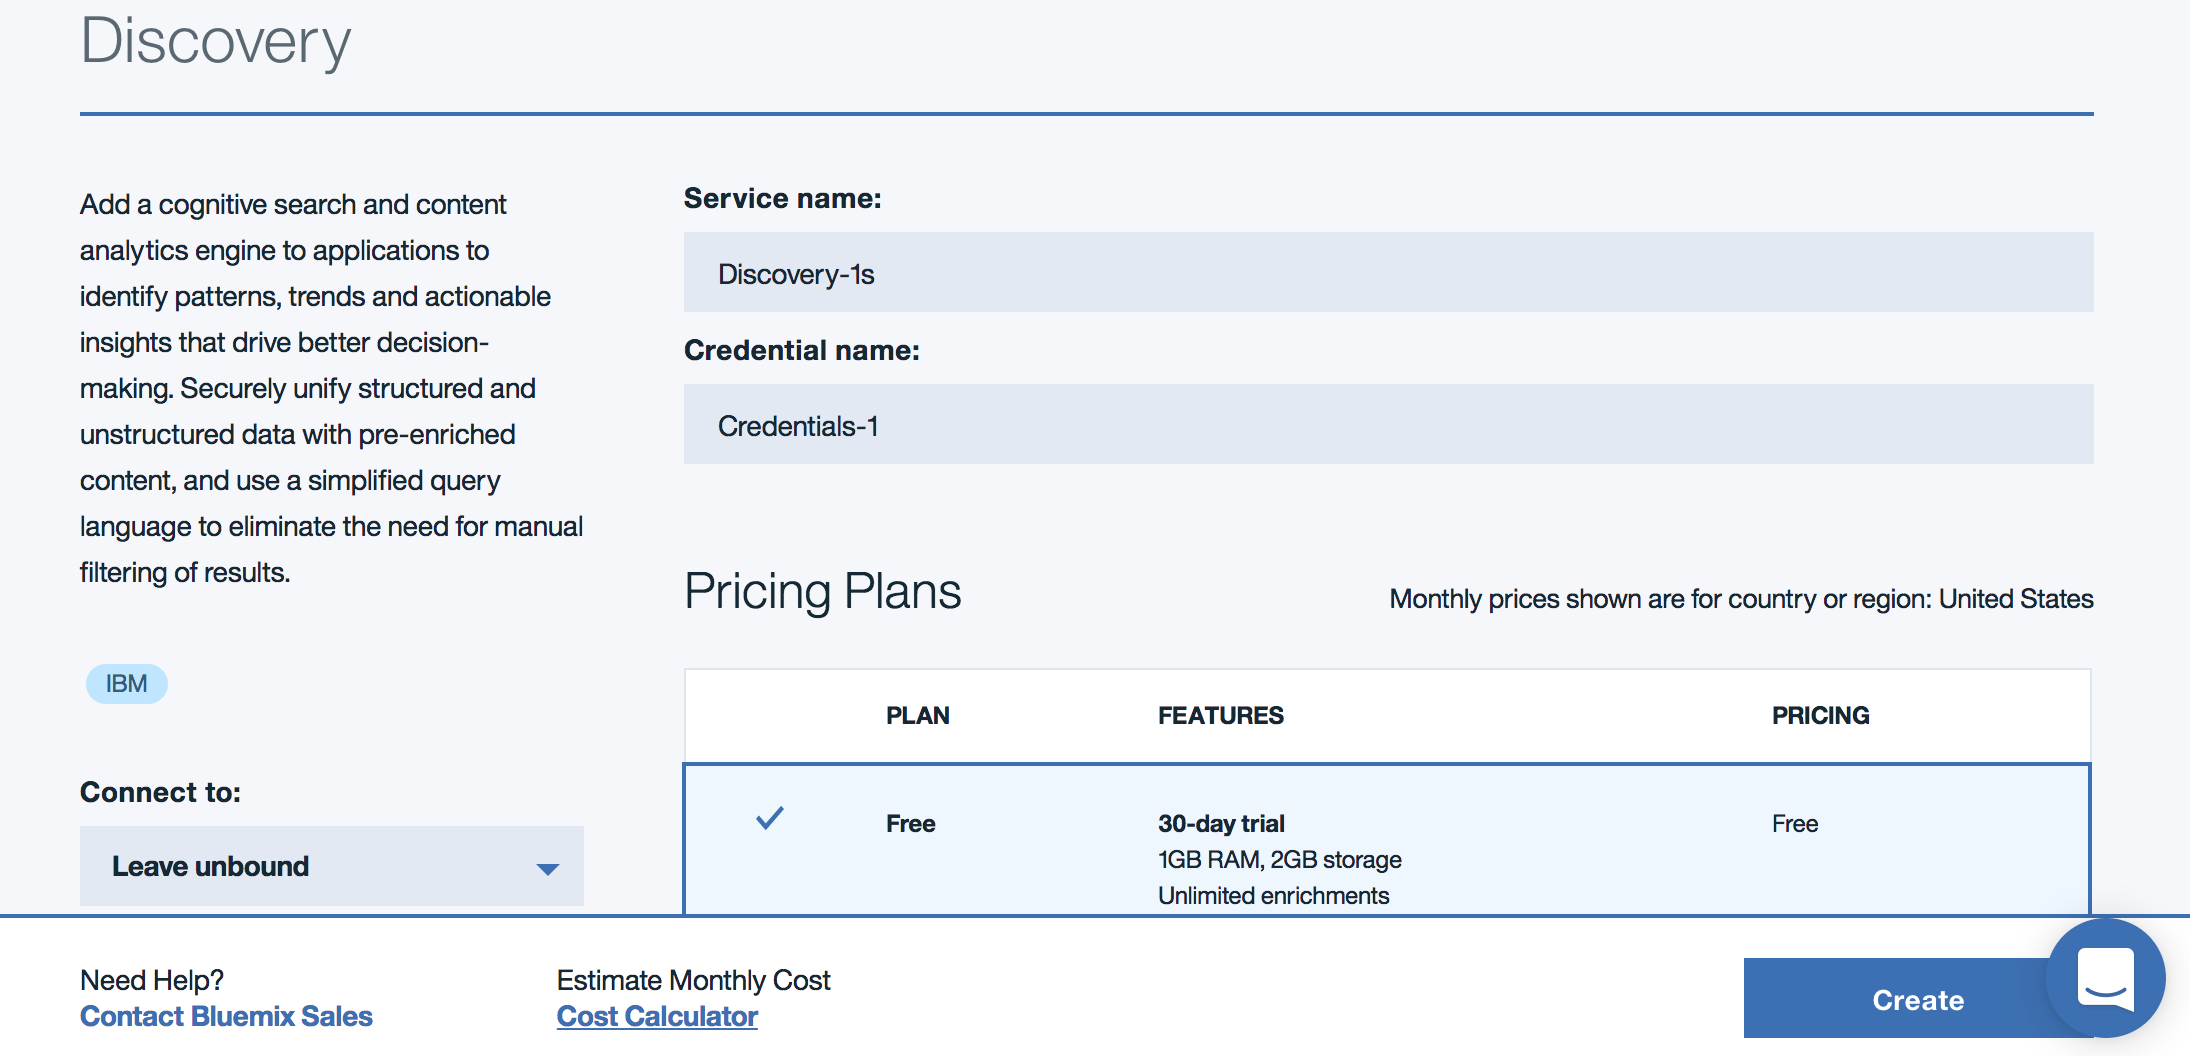 Discovery
Add a cognitive search and content
analytics engine to applications to
identify patterns, trends and actionable
insights that drive better decision-
making. Securely unify structured and
unstructured data with pre-enriched
content, and use a simplified query
language to eliminate the need for manual
filtering of results.
IBM
Connect to:
Leave unbound
Service name:
Discovery-1s
Credential name:
Credentials-1
Pricing Plans
Monthly prices shown are for country or region: United States
PLAN FEATURES PRICING
Free 30-day trial Free
1GB RAM, 2GB storage
Unlimited enrichments
Need Help?
Contact Bluemix Sales
Estimate Monthly Cost
Cost Calculator
Create